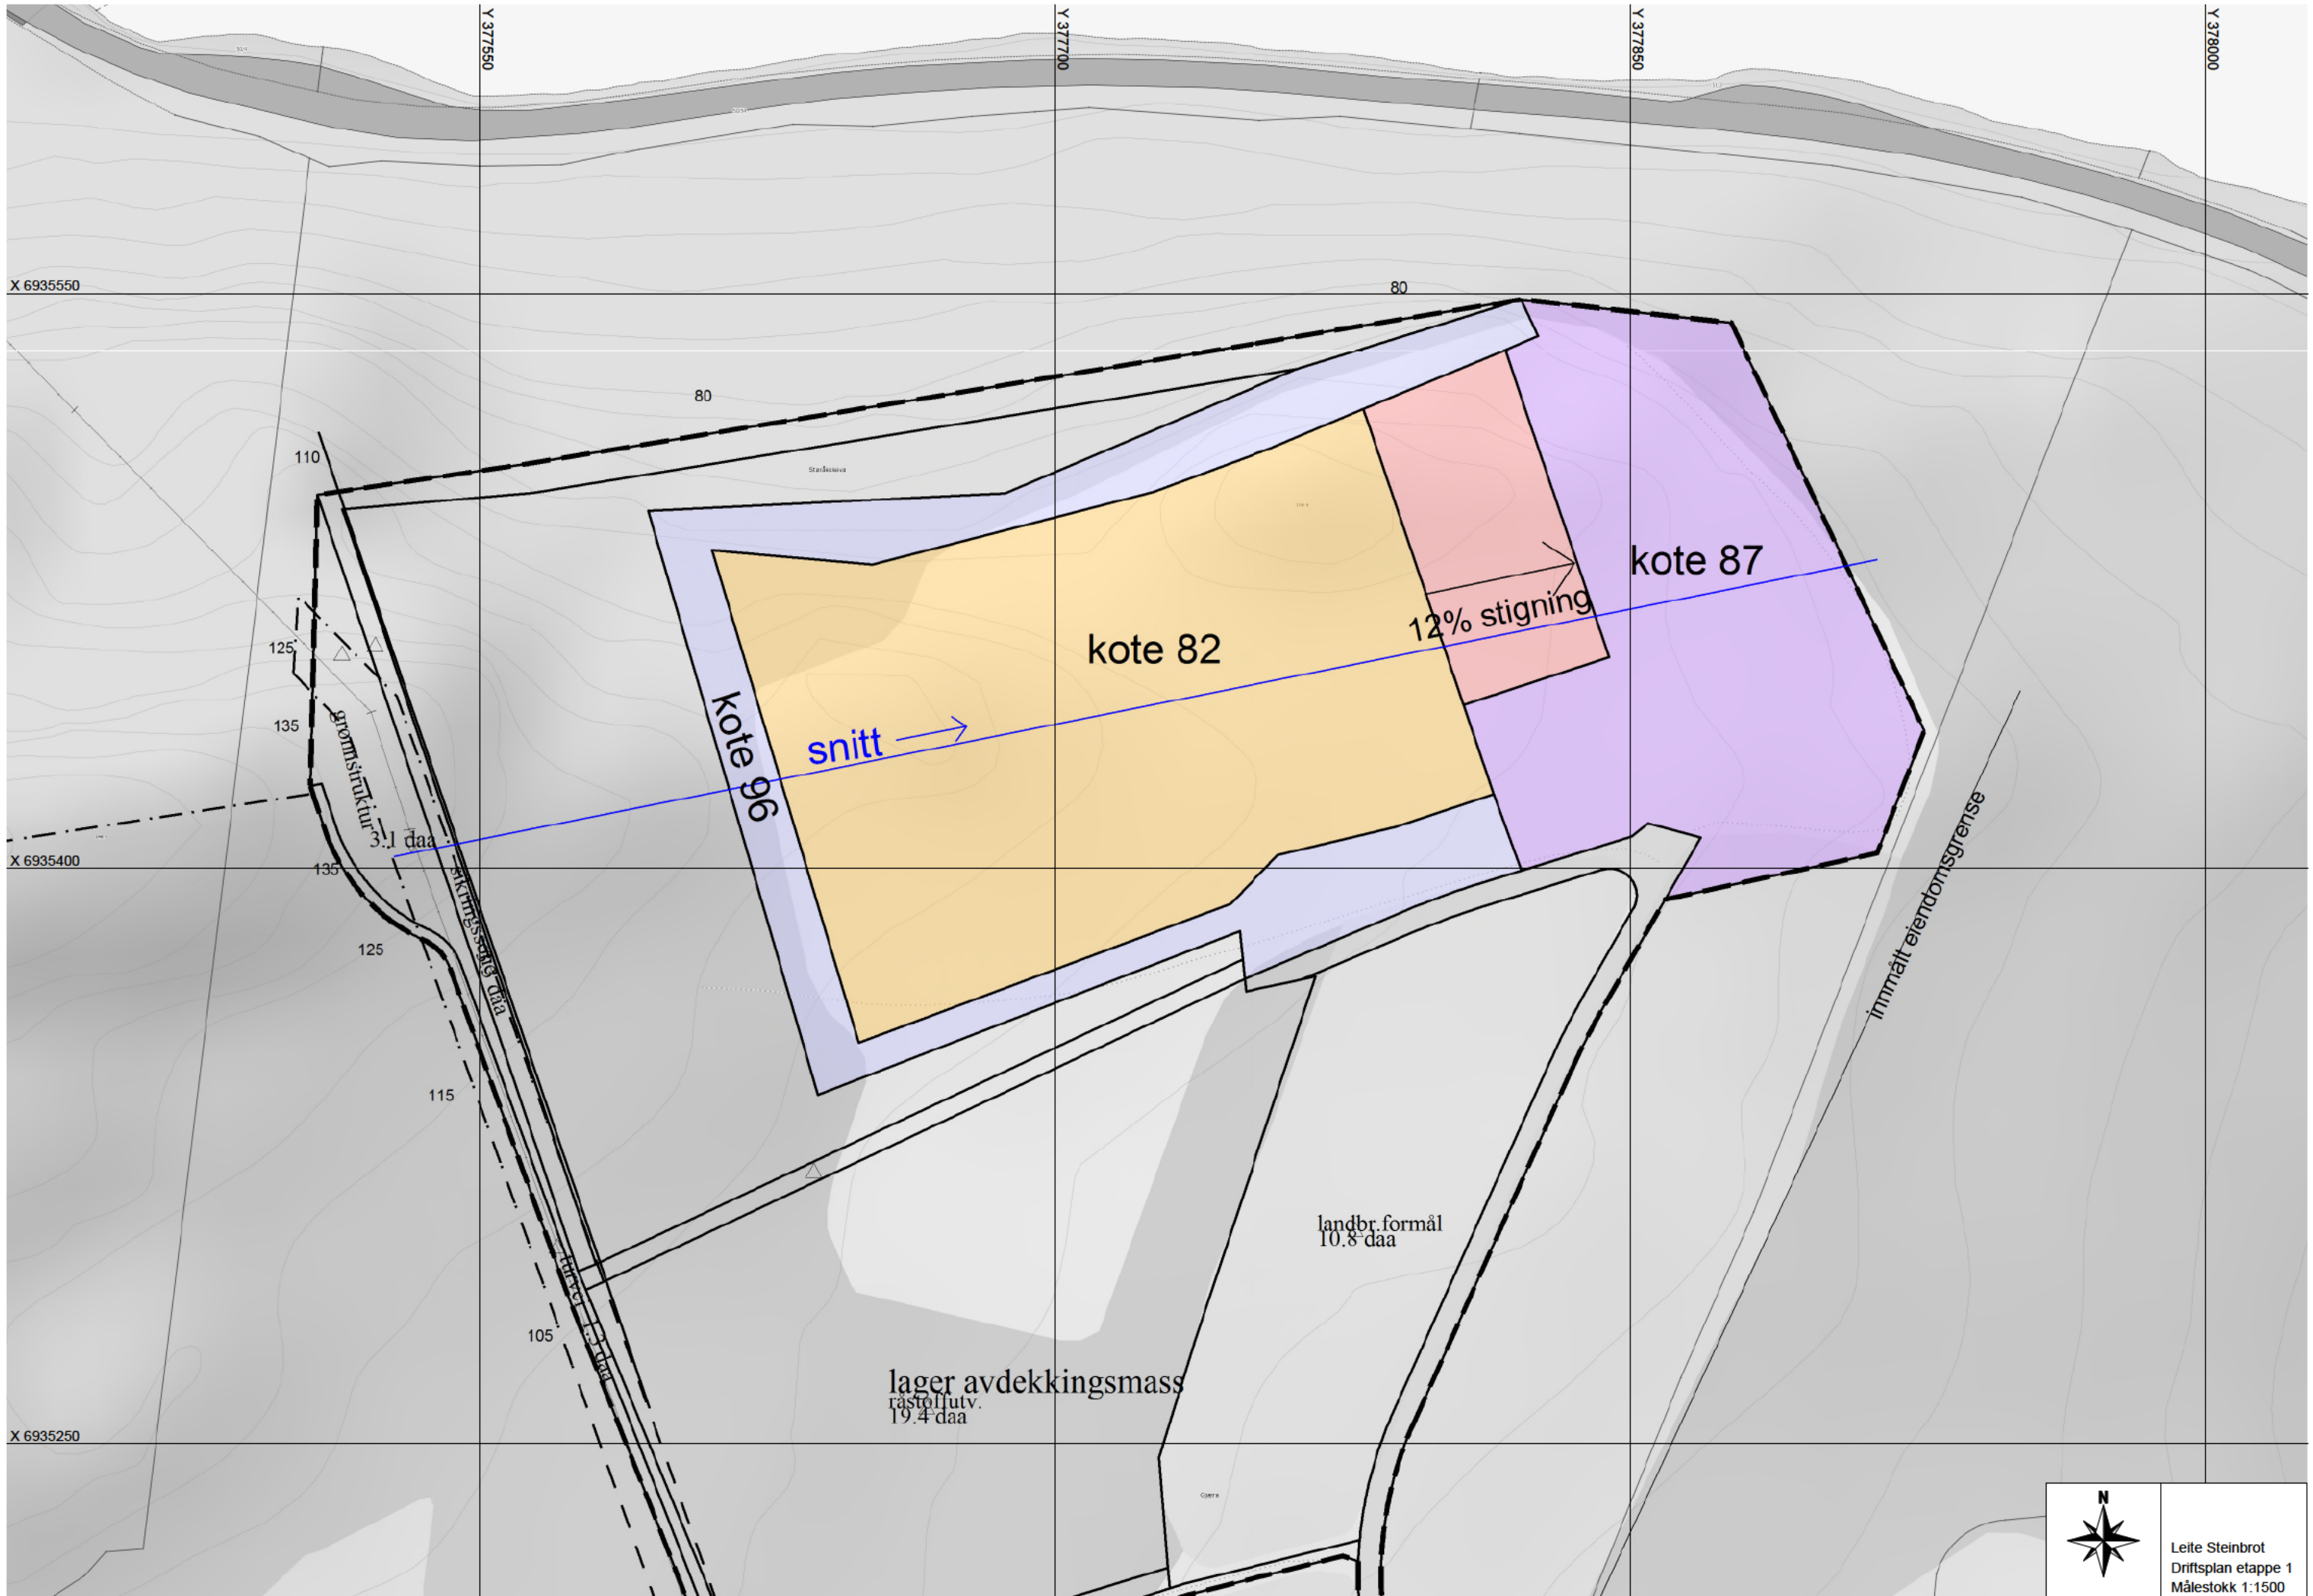 Y 377550
Y 377700
Y 377850
Y 378000
X 6935550
80
80
110
kote 87
12% stigning
kote 82
125
135
grønnstruktur
3.1 daa
kote 96
snitt
X 6935400
135
125
115
105
innmålt eiendomsgrense
landbr.formål
10.8 daa
lager avdekkingsmass
råstoffutv.
19.4 daa
X 6935250
N
Leite Steinbrot
Driftsplan etappe 1
Målestokk 1:1500